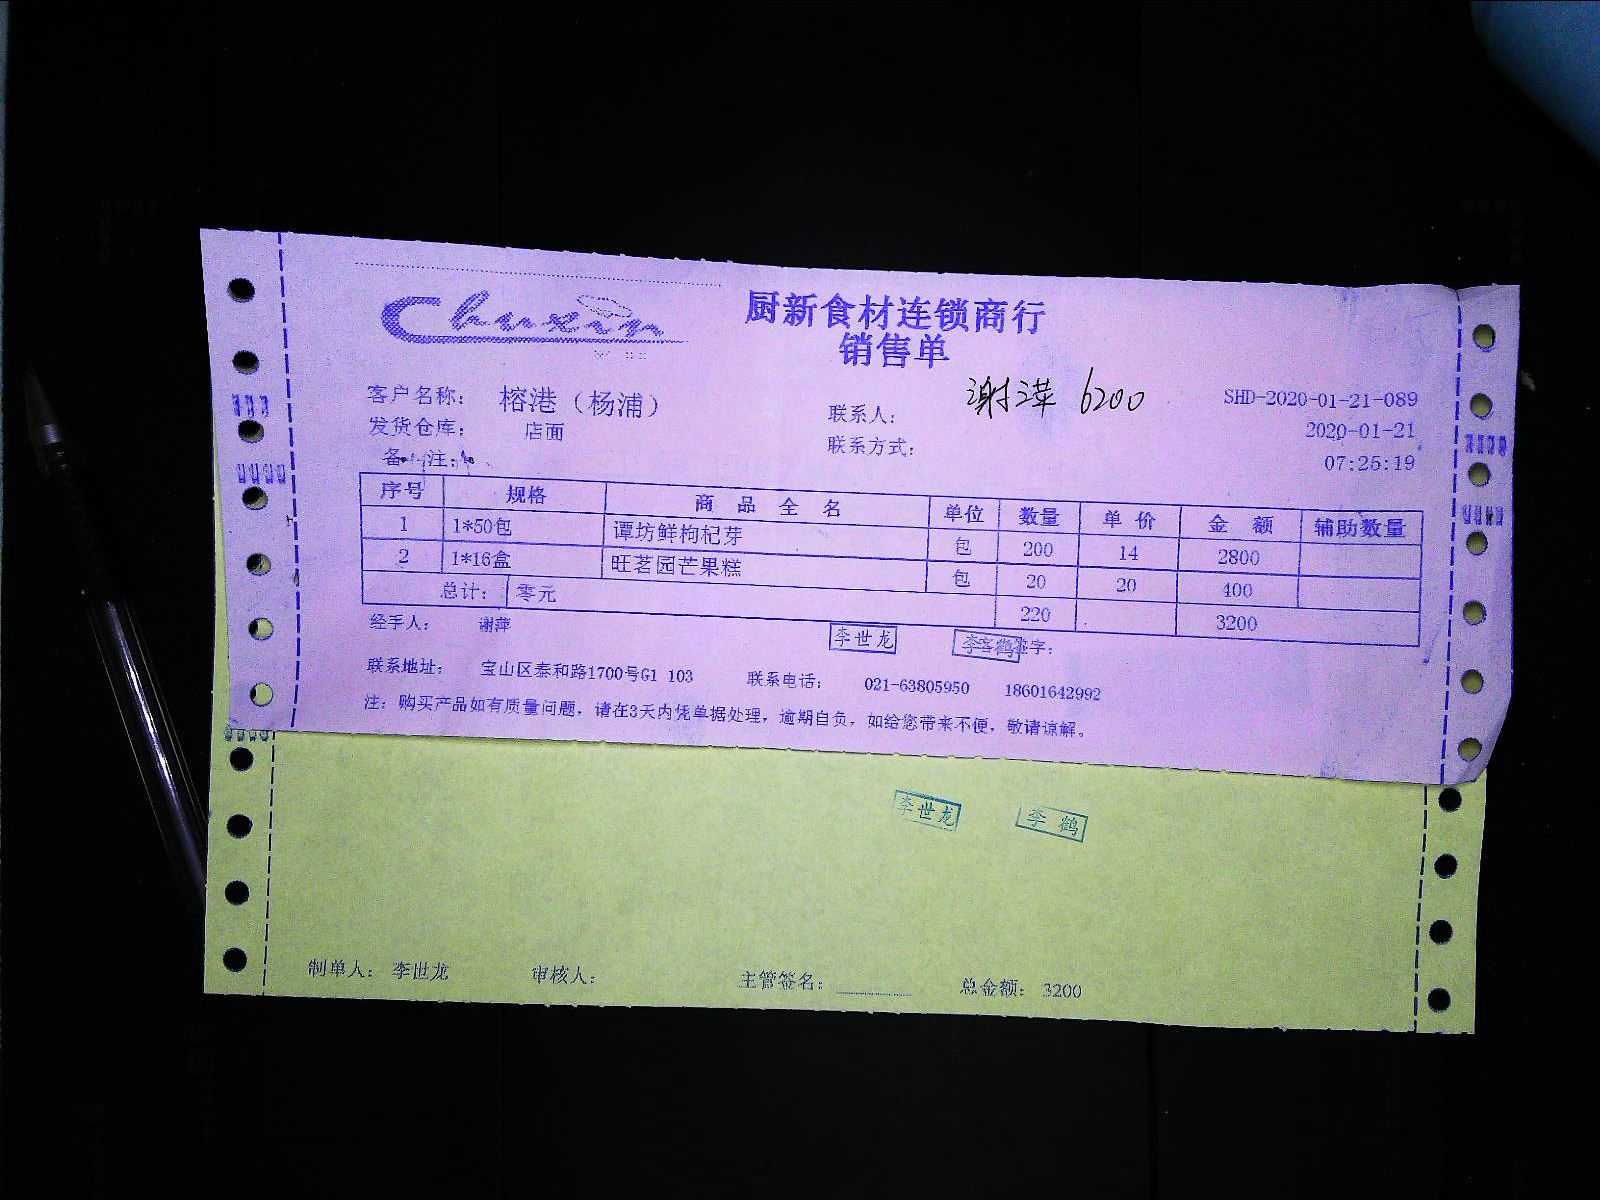 Chuxin
厨新食材连锁商行
销售单
客户名称： 榕港（杨浦） 联系人： 谢萍 6200 SHD-2020-01-21-089
发货仓库： 店面 联系方式： 2020-01-21
备 注： 07:25:19
序号 规格 商 品 全 名 单位 数量 单 价 金 额 辅助数量
1 1*50包 谭坊鲜枸杞芽 包 200 14 2800
2 1*16盒 旺茗园芒果糕 包 20 20 400
总计： 零元 220 3200
经手人： 谢萍 李世龙 李鹤 签字：
联系地址： 宝山区泰和路1700号G1 103 联系电话： 021-63805950 18601642992
注：购买产品如有质量问题，请在3天内凭单据处理，逾期自负，如给您带来不便，敬请谅解。
李世龙 李鹤
制单人： 李世龙 审核人： 主管签名： 总金额： 3200